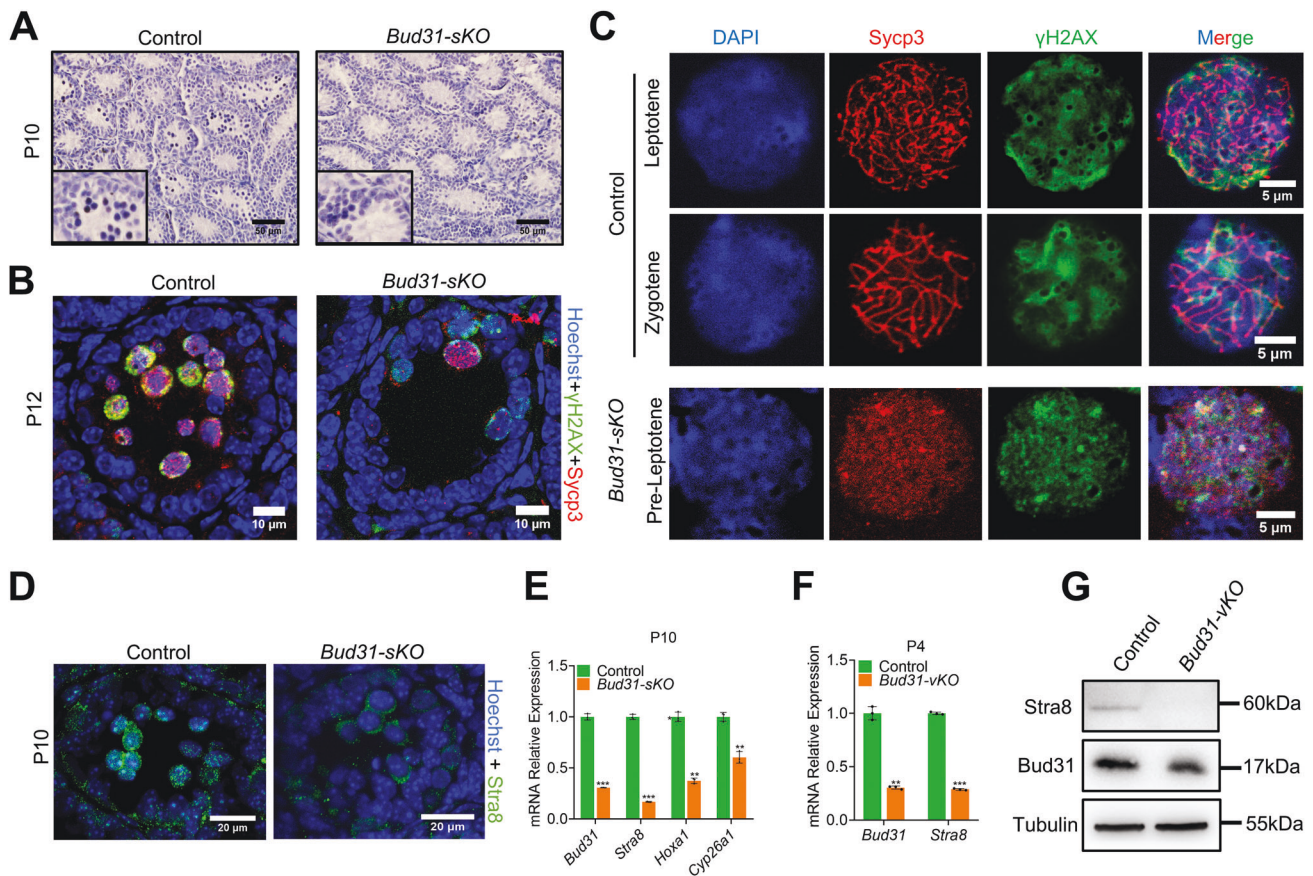 A
Control
Bud31-sKO
P10
50 μm
50 μm
B
Control
Bud31-sKO
P12
10 μm
10 μm
Hoechst+γH2AX+Sycp3
C
DAPI
Sycp3
γH2AX
Merge
Control
Leptotene
5 μm
Zygotene
5 μm
Bud31-sKO
Pre-Leptotene
5 μm
D
Control
Bud31-sKO
P10
20 μm
20 μm
Hoechst + Stra8
E
P10
Control
Bud31-sKO
mRNA Relative Expression
1.5
1.0
0.5
0.0
***
***
*
**
**
Bud31
Stra8
Hoxa1
Cyp26a1
F
P4
Control
Bud31-vKO
mRNA Relative Expression
1.5
1.0
0.5
0.0
**
***
Bud31
Stra8
G
Control
Bud31-vKO
Stra8
60kDa
Bud31
17kDa
Tubulin
55kDa